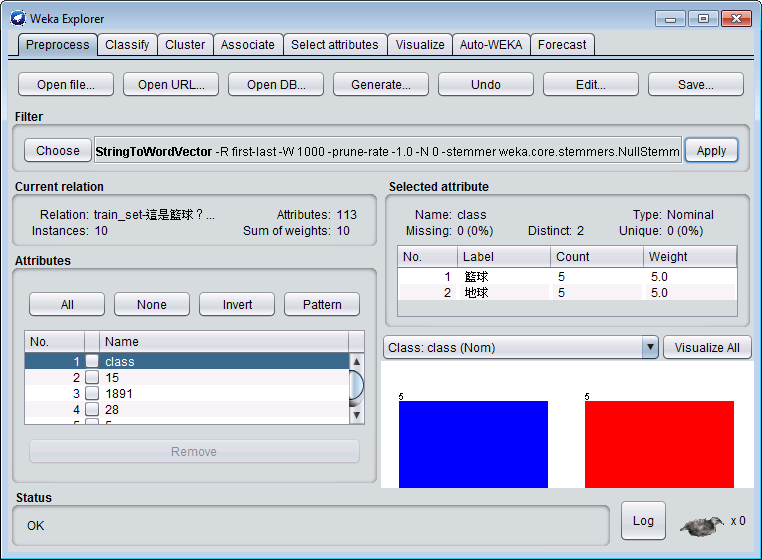 Weka Explorer
Preprocess Classify Cluster Associate Select attributes Visualize Auto-WEKA Forecast
Open file... Open URL... Open DB... Generate... Undo Edit... Save...
Filter
Choose StringToWordVector -R first-last -W 1000 -prune-rate -1.0 -N 0 -stemmer weka.core.stemmers.NullStemm Apply
Current relation
Relation: train_set-這是籃球？... Attributes: 113
Instances: 10 Sum of weights: 10
Attributes
All None Invert Pattern
No. Name
1 class
2 15
3 1891
4 28
Remove
Selected attribute
Name: class Type: Nominal
Missing: 0 (0%) Distinct: 2 Unique: 0 (0%)
No. Label Count Weight
1 籃球 5 5.0
2 地球 5 5.0
Class: class (Nom) Visualize All
5 5
Status
OK
Log x 0